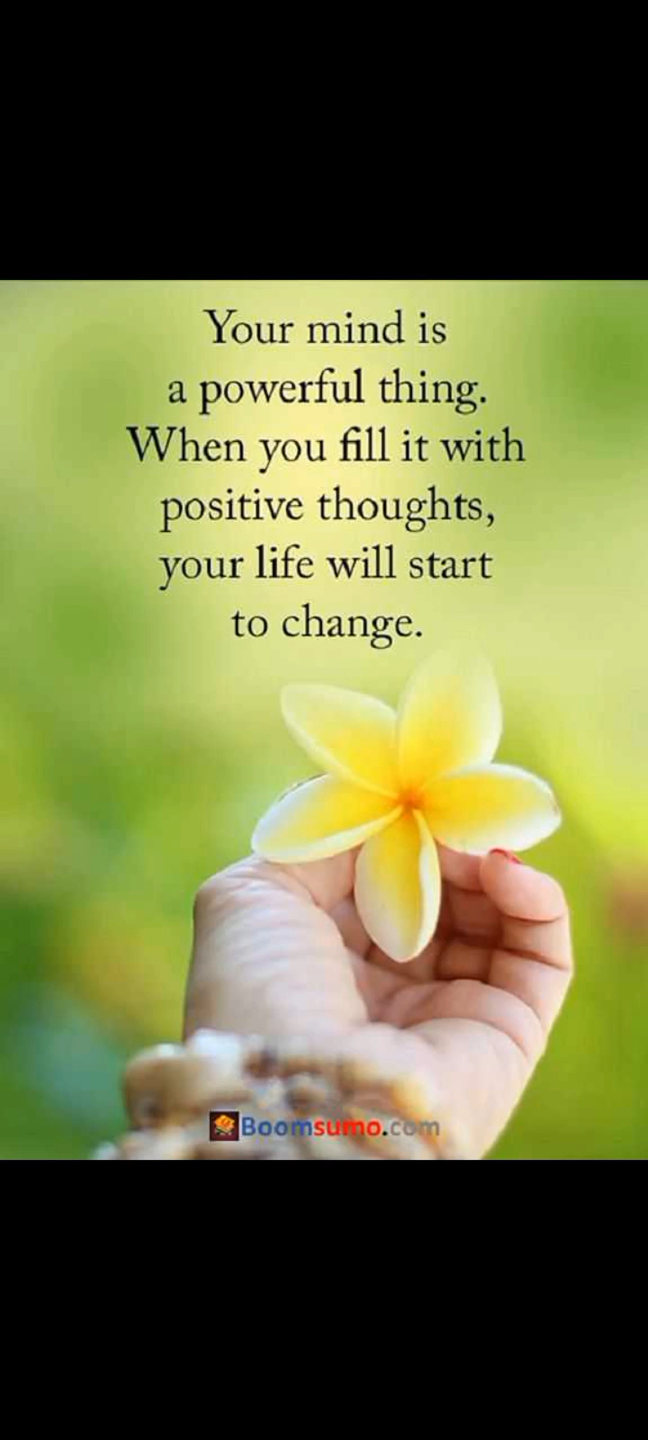 Your mind is
a powerful thing.
When you fill it with
positive thoughts,
your life will start
to change.
Boomsumo.com